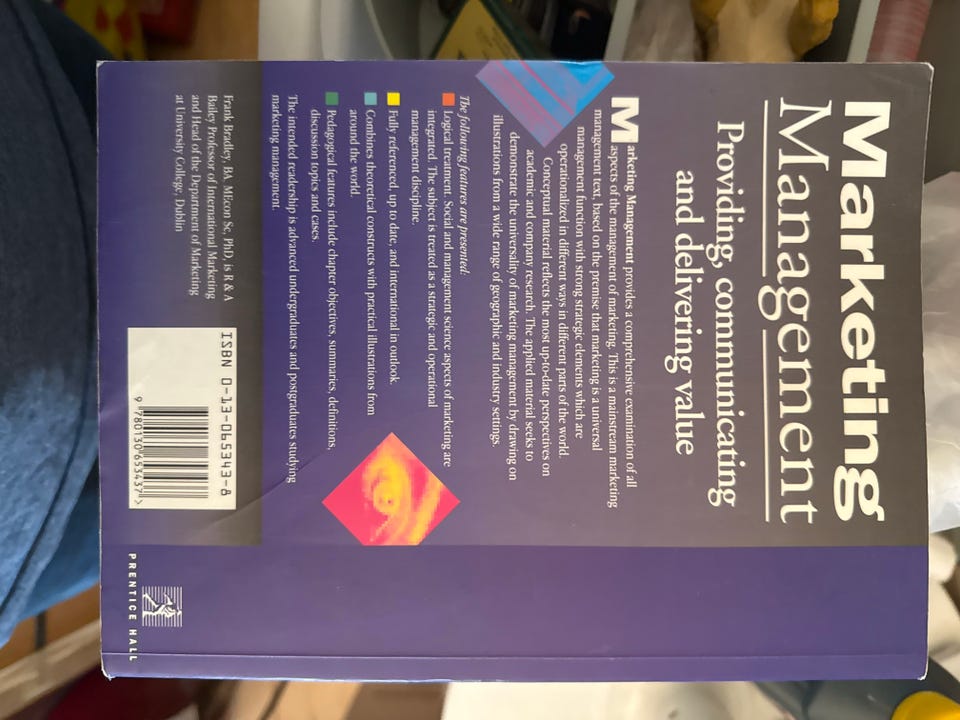 Marketing
Management
Providing, communicating
and delivering value
Marketing Management provides a comprehensive examination of all
aspects of the management of marketing. This is a mainstream marketing
management text, based on the premise that marketing is a universal
management function with strong strategic elements which are
operationalized in different ways in different parts of the world.
Conceptual material reflects the most up-to-date perspectives on
academic and company research. The applied material seeks to
demonstrate the universality of marketing management by drawing on
illustrations from a wide range of geographic and industry settings.
The following features are presented:
Logical treatment. Social and management science aspects of marketing are
integrated. The subject is treated as a strategic and operational
management discipline.
Fully referenced, up to date, and international in outlook.
Combines theoretical constructs with practical illustrations from
around the world.
Pedagogical features include chapter objectives, summaries, definitions,
discussion topics and cases.
The intended readership is advanced undergraduates and postgraduates studying
marketing management.
Frank Bradley, BA MEcon Sc, PhD, is R & A
Bailey Professor of International Marketing
and Head of the Department of Marketing
at University College, Dublin
ISBN 0-13-065343-8
9 780130 653437 >
PRENTICE HALL